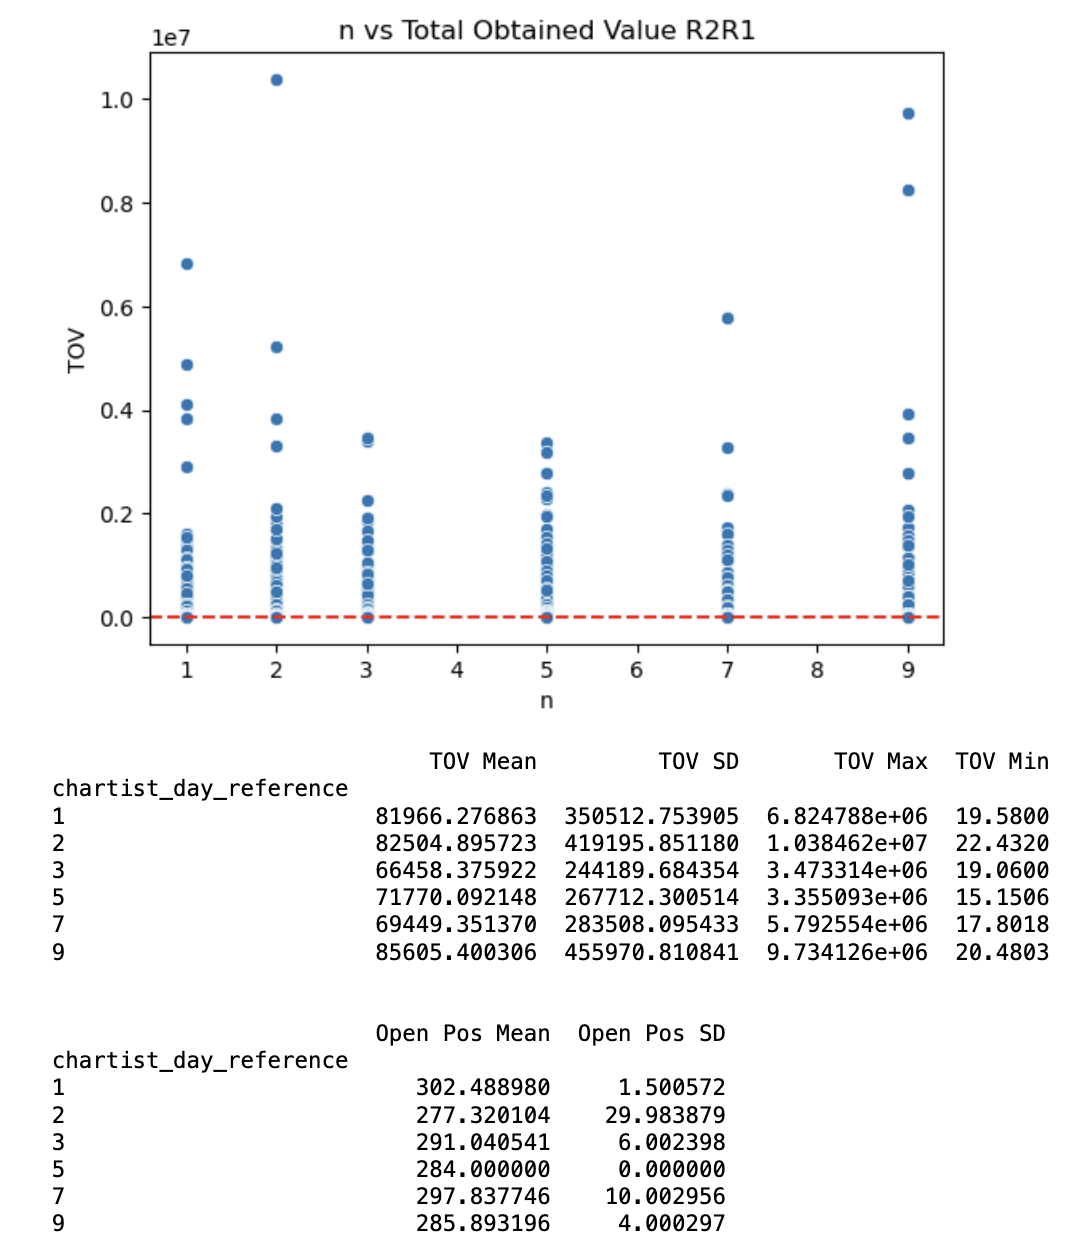 n vs Total Obtained Value R2R1
1e7
1.0
0.8
0.6
0.4
0.2
0.0
TOV
1 2 3 4 5 6 7 8 9
n
TOV Mean TOV SD TOV Max TOV Min
chartist_day_reference
1 81966.276863 350512.753905 6.824788e+06 19.5800
2 82504.895723 419195.851180 1.038462e+07 22.4320
3 66458.375922 244189.684354 3.473314e+06 19.0600
5 71770.092148 267712.300514 3.355093e+06 15.1506
7 69449.351370 283508.095433 5.792554e+06 17.8018
9 85605.400306 455970.810841 9.734126e+06 20.4803
Open Pos Mean Open Pos SD
chartist_day_reference
1 302.488980 1.500572
2 277.320104 29.983879
3 291.040541 6.002398
5 284.000000 0.000000
7 297.837746 10.002956
9 285.893196 4.000297